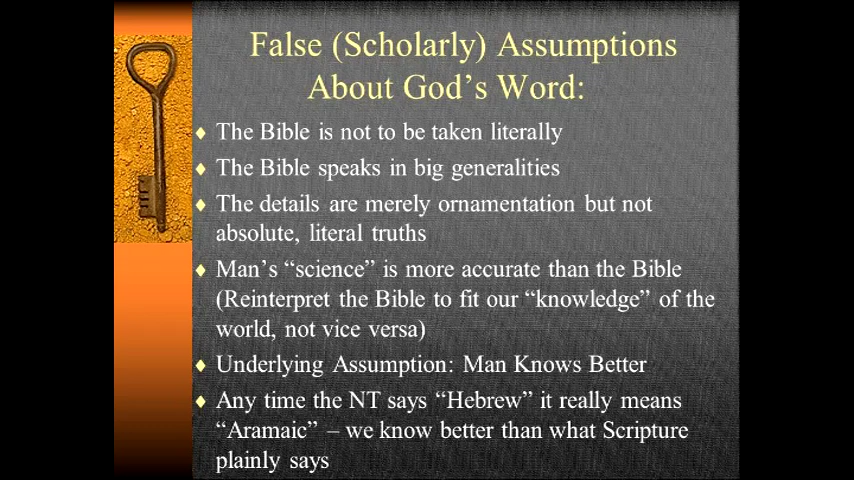 False (Scholarly) Assumptions
About God's Word:
The Bible is not to be taken literally
The Bible speaks in big generalities
The details are merely ornamentation but not
absolute, literal truths
Man's “science” is more accurate than the Bible
(Reinterpret the Bible to fit our “knowledge” of the
world, not vice versa)
Underlying Assumption: Man Knows Better
Any time the NT says “Hebrew” it really means
“Aramaic” – we know better than what Scripture
plainly says